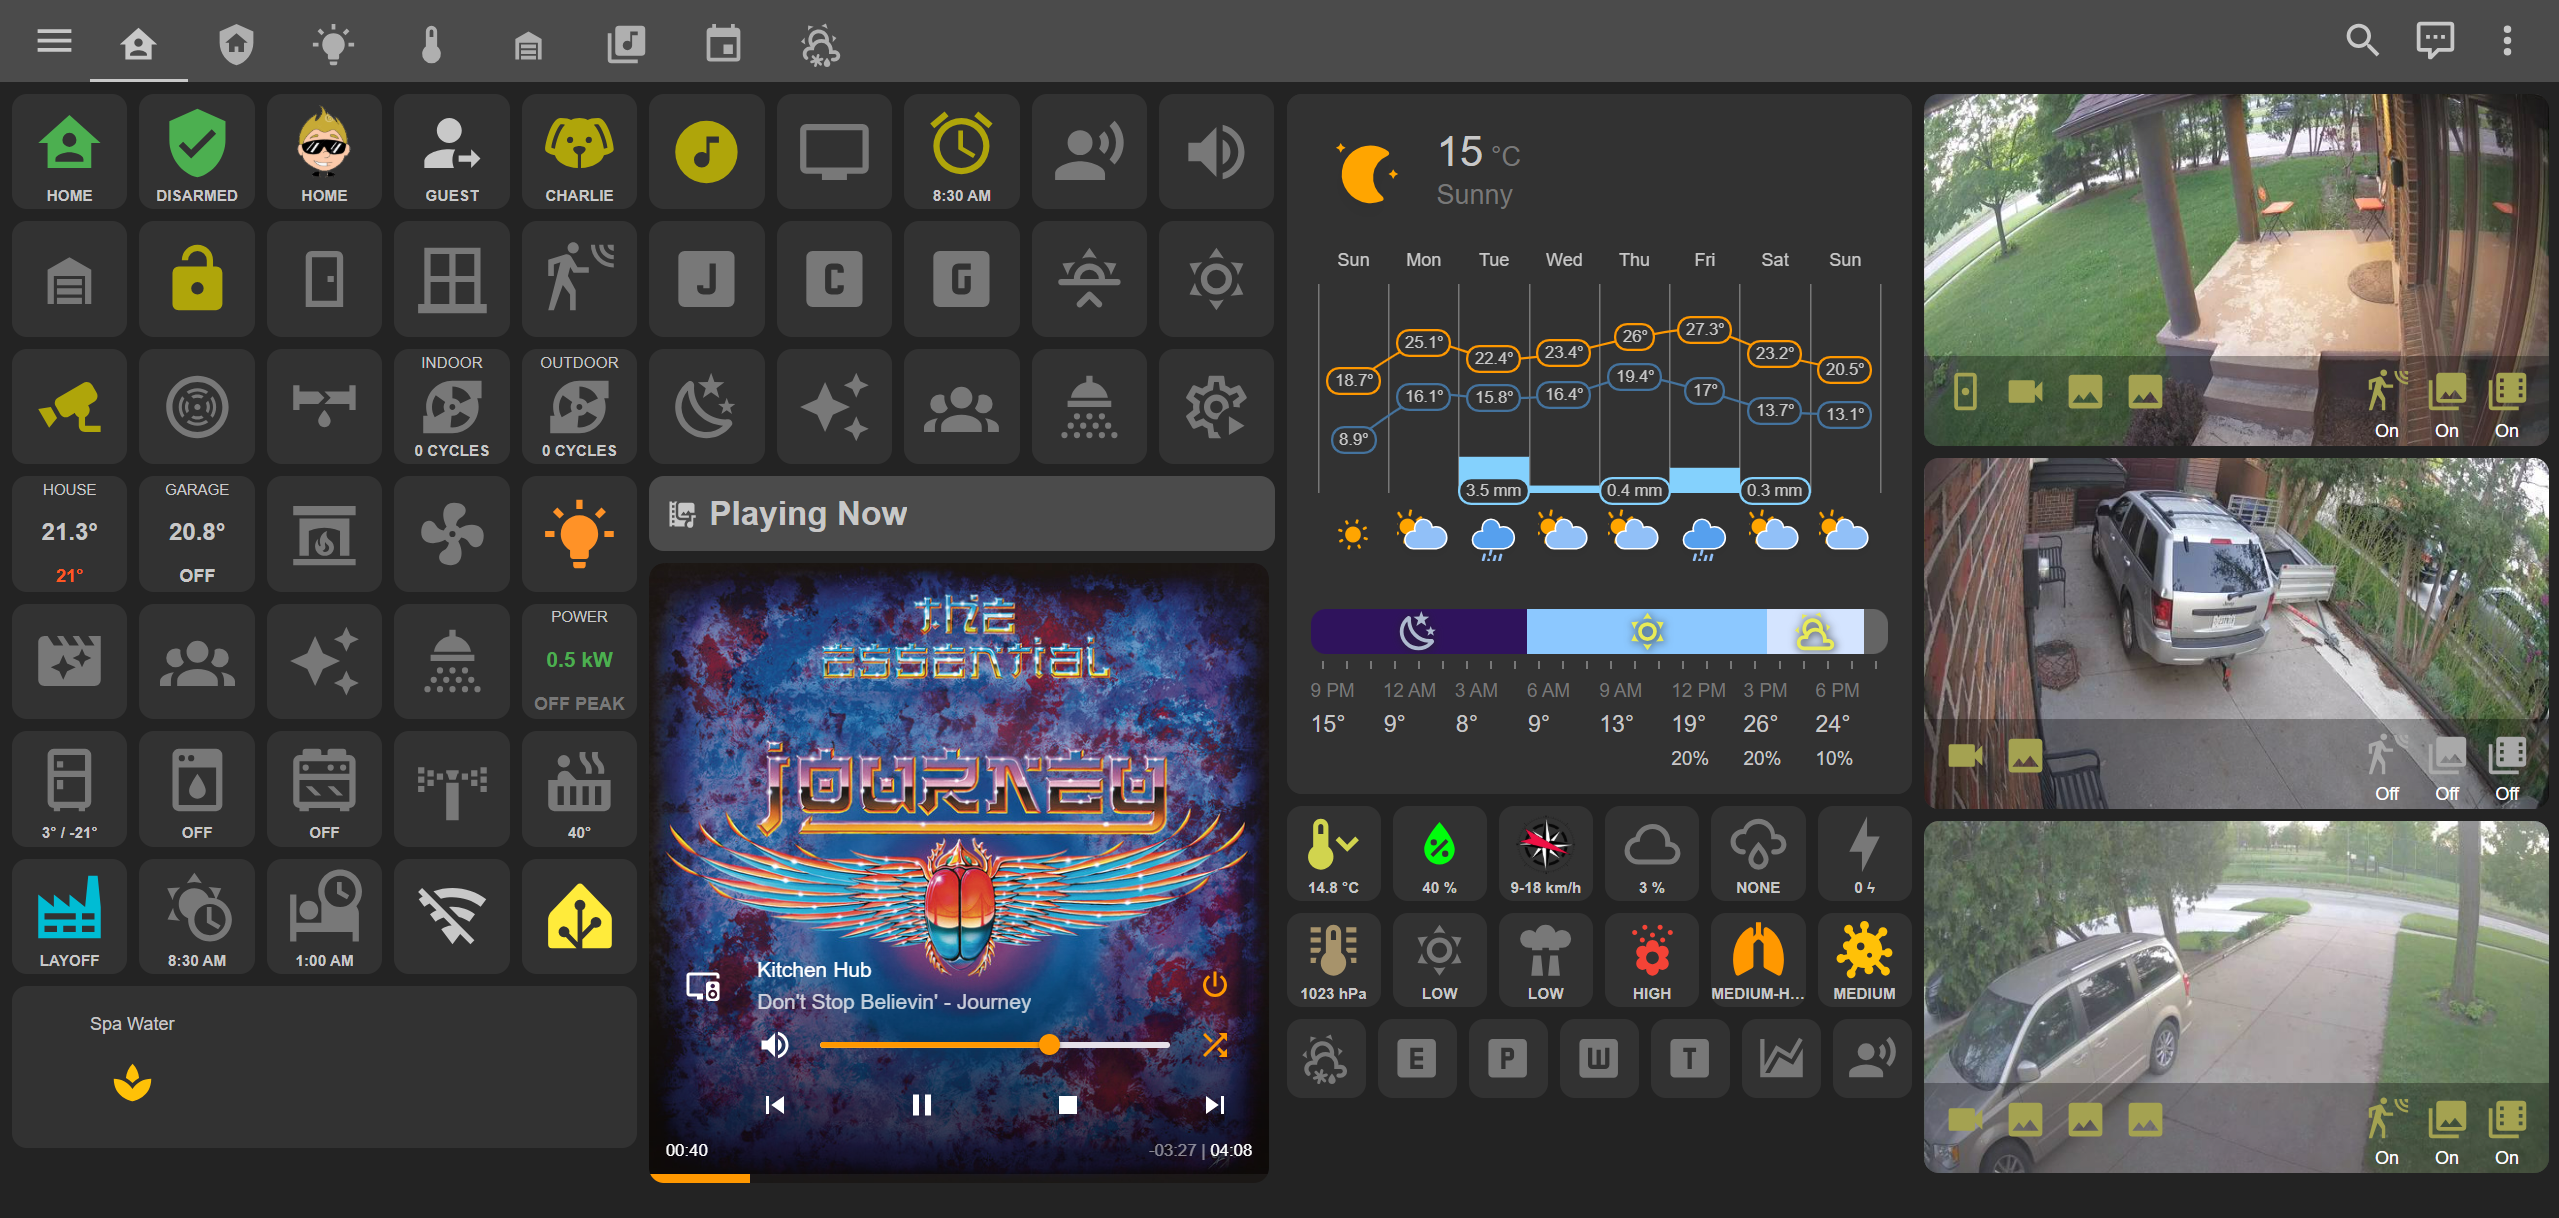 HOME
DISARMED
HOME
GUEST
CHARLIE
8:30 AM
J
C
G
INDOOR
0 CYCLES
OUTDOOR
0 CYCLES
HOUSE
21.3°
21°
GARAGE
20.8°
OFF
POWER
0.5 kW
OFF PEAK
3° / -21°
OFF
OFF
40°
LAYOFF
8:30 AM
1:00 AM
Spa Water
Playing Now
the
essential
journey
Kitchen Hub
Don't Stop Believin' - Journey
00:40
-03:27 | 04:08
15 °C
Sunny
Sun Mon Tue Wed Thu Fri Sat Sun
18.7° 25.1° 22.4° 23.4° 26° 27.3° 23.2° 20.5°
8.9° 16.1° 15.8° 16.4° 19.4° 17° 13.7° 13.1°
3.5 mm 0.4 mm 0.3 mm
9 PM 12 AM 3 AM 6 AM 9 AM 12 PM 3 PM 6 PM
15° 9° 8° 9° 13° 19° 26° 24°
20% 20% 10%
14.8 °C
40 %
9-18 km/h
3 %
NONE
0 ϟ
1023 hPa
LOW
LOW
HIGH
MEDIUM-H...
MEDIUM
E
P
W
T
On On On
Off Off Off
On On On